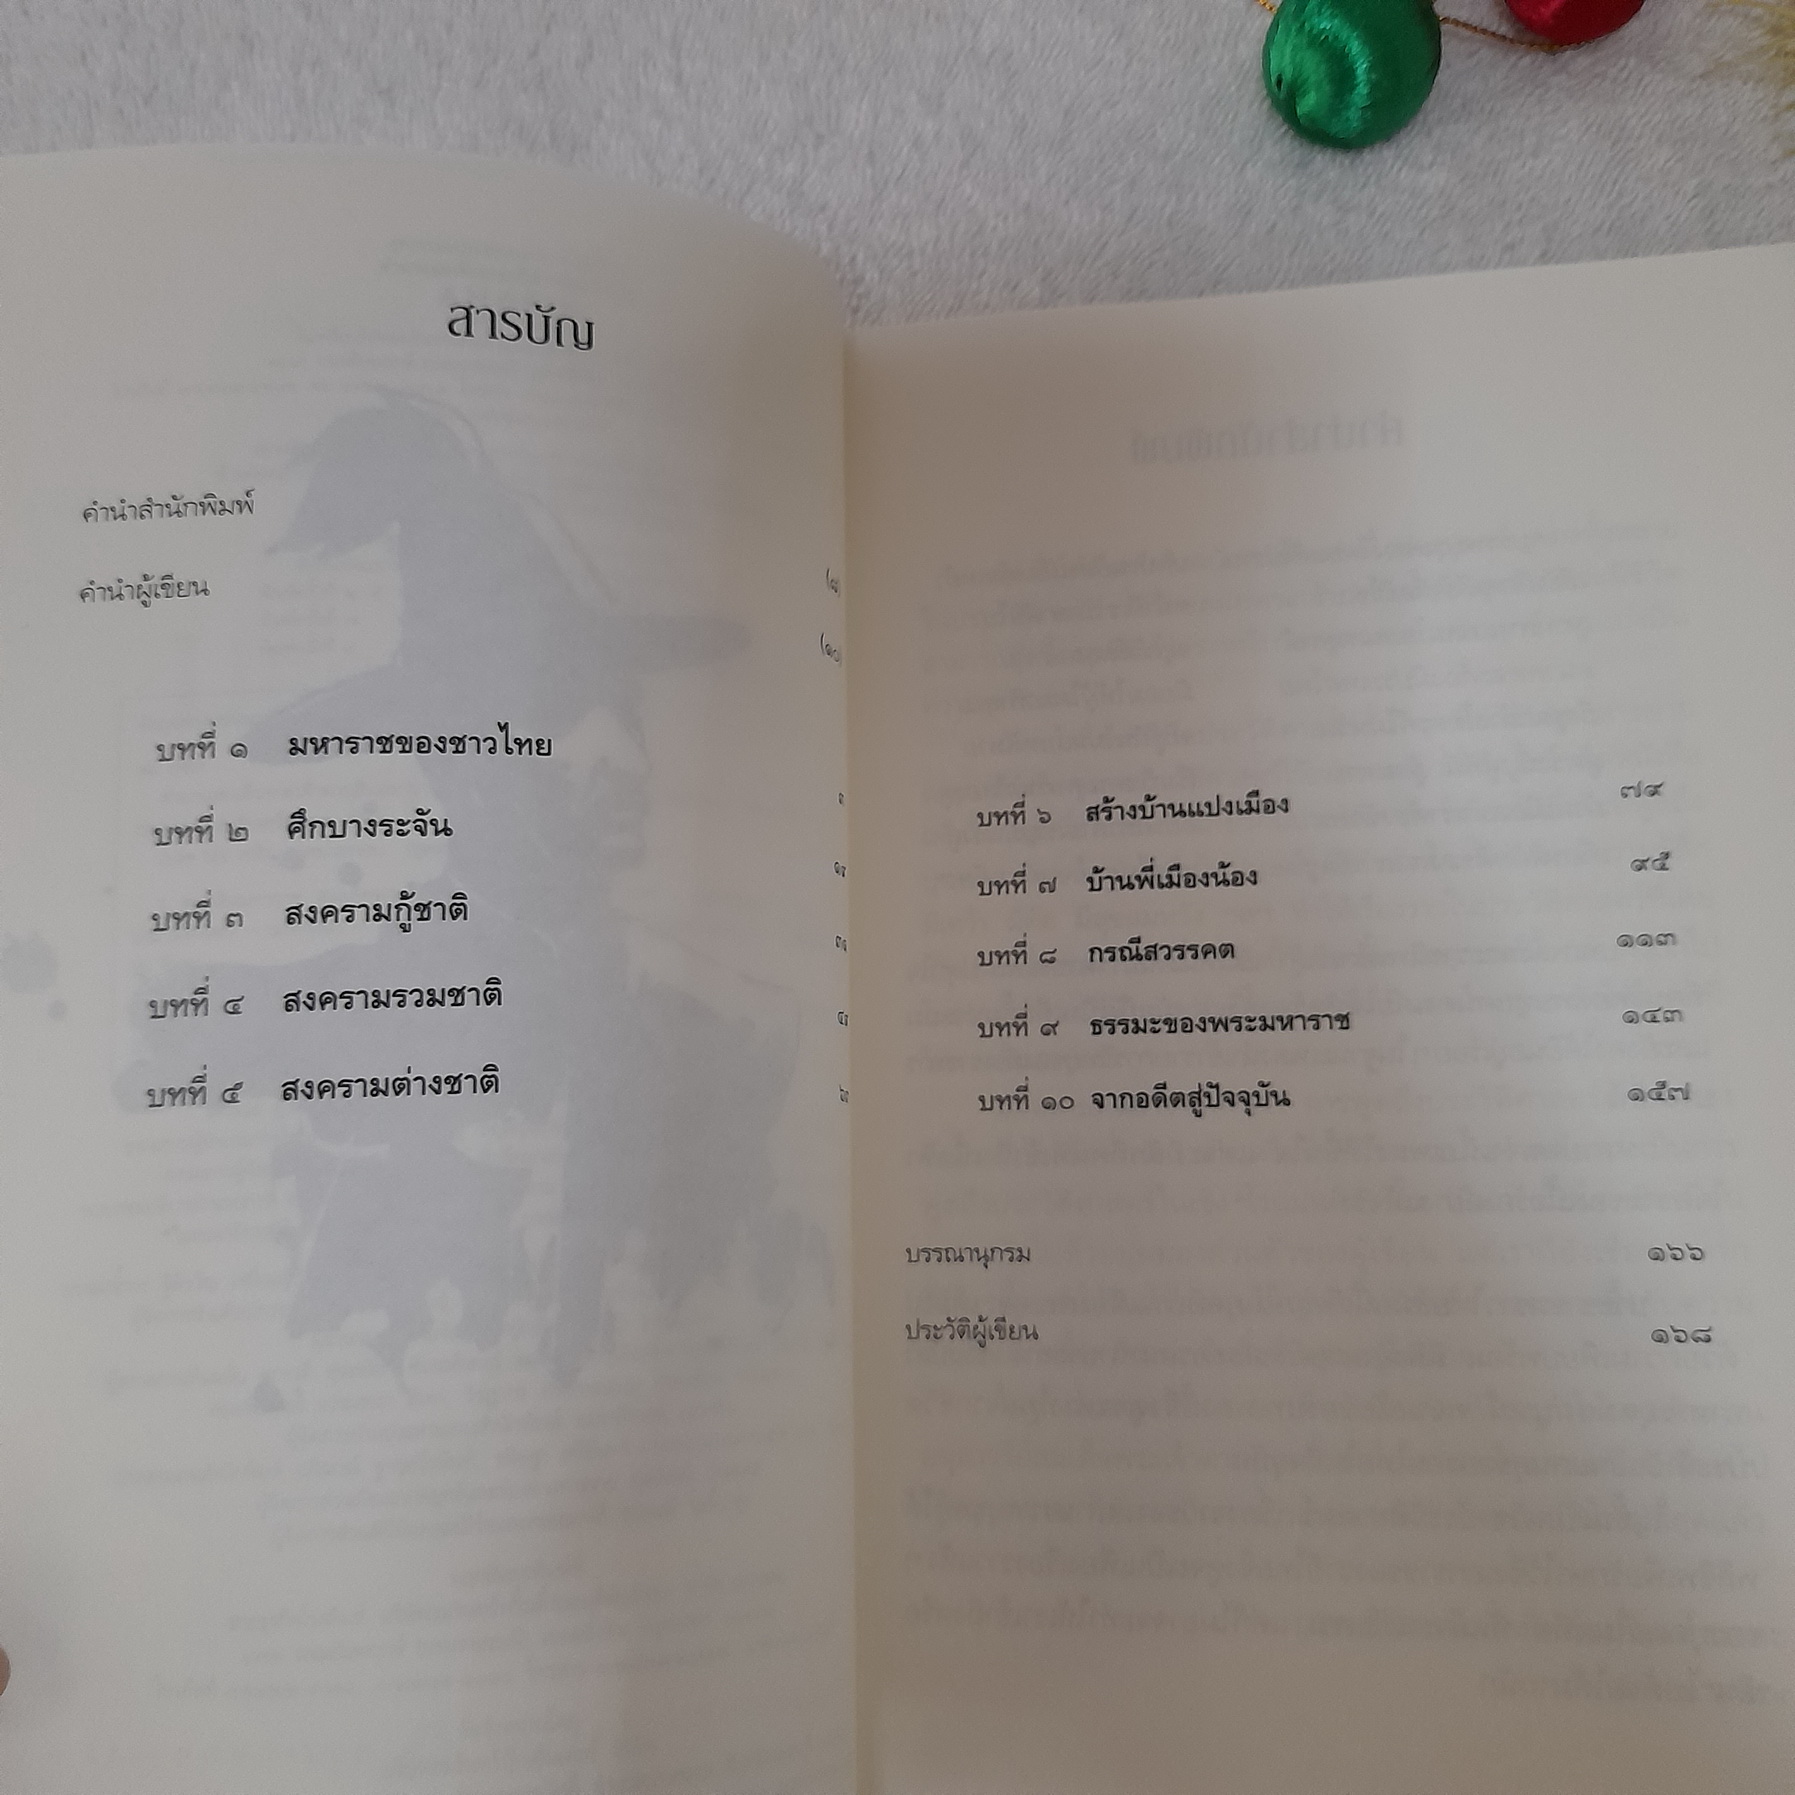 สารบัญ
คำนำสำนักพิมพ์
คำนำผู้เขียน
บทที่ ๑ มหาราชของชาวไทย
บทที่ ๒ ศึกบางระจัน
บทที่ ๓ สงครามกู้ชาติ
บทที่ ๔ สงครามรวมชาติ
บทที่ ๕ สงครามต่างชาติ
บทที่ ๖ สร้างบ้านแปงเมือง ๗๙
บทที่ ๗ บ้านพี่เมืองน้อง ๙๕
บทที่ ๘ กรณีสวรรคต ๑๑๓
บทที่ ๙ ธรรมะของพระมหาราช ๑๔๓
บทที่ ๑๐ จากอดีตสู่ปัจจุบัน ๑๕๗
บรรณานุกรม ๑๖๖
ประวัติผู้เขียน ๑๖๘